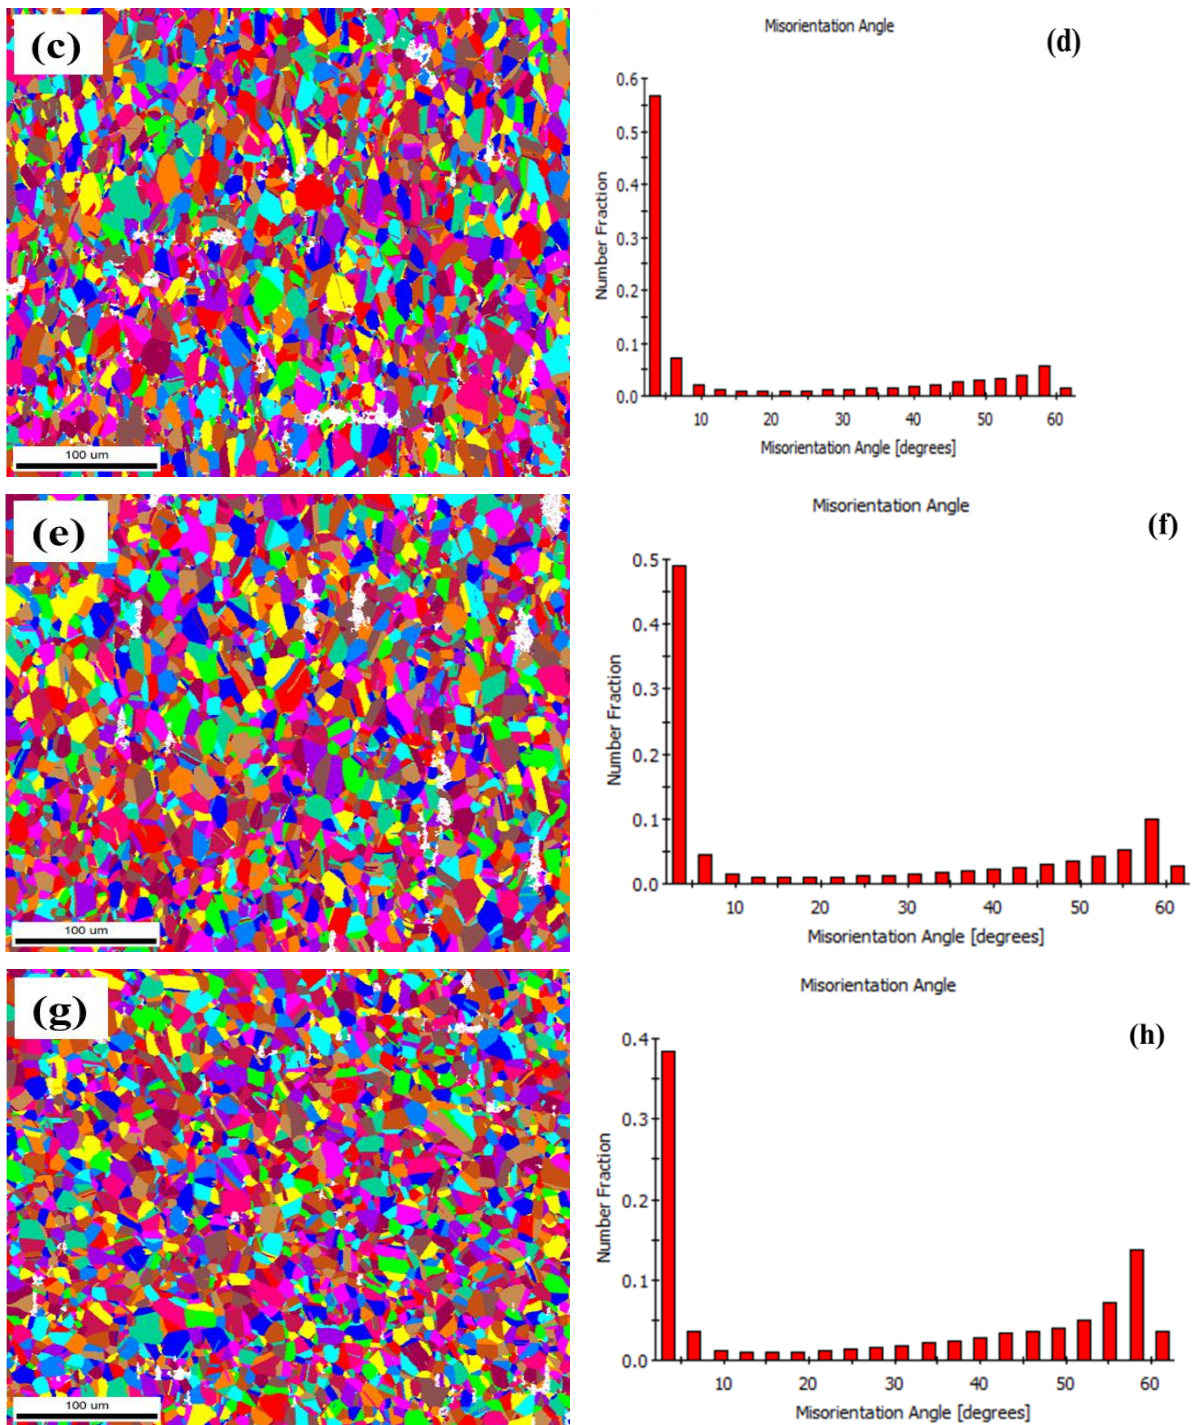 (c)
100 um
Misorientation Angle
(d)
Number Fraction
0.6
0.5
0.4
0.3
0.2
0.1
0.0
10 20 30 40 50 60
Misorientation Angle [degrees]
(e)
100 um
Misorientation Angle
(f)
Number Fraction
0.5
0.4
0.3
0.2
0.1
0.0
10 20 30 40 50 60
Misorientation Angle [degrees]
(g)
100 um
Misorientation Angle
(h)
Number Fraction
0.4
0.3
0.2
0.1
0.0
10 20 30 40 50 60
Misorientation Angle [degrees]